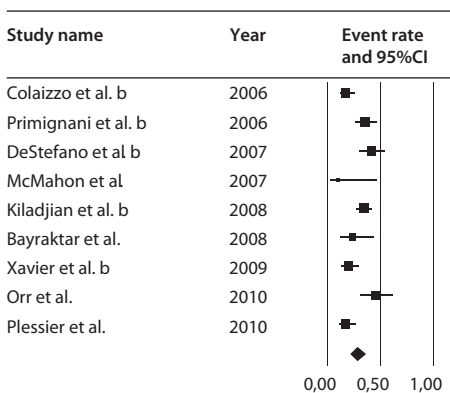 Study name Year Event rate
and 95%CI
Colaizzo et al. b 2006
Primignani et al. b 2006
DeStefano et al. b 2007
McMahon et al. 2007
Kiladjian et al. b 2008
Bayraktar et al. 2008
Xavier et al. b 2009
Orr et al. 2010
Plessier et al. 2010
0,00 0,50 1,00